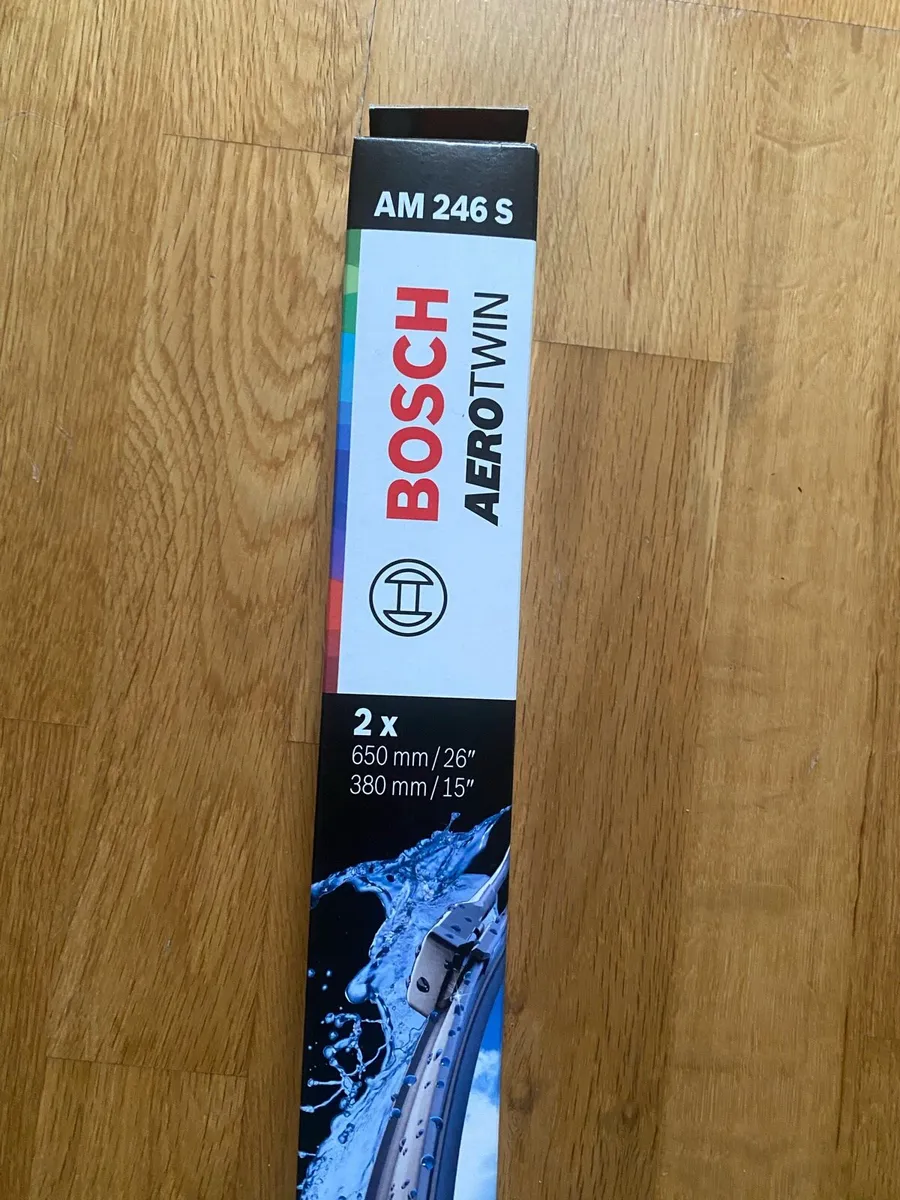 AM 246 S
BOSCH
AEROTWIN
2 x
650 mm/26"
380 mm/15"